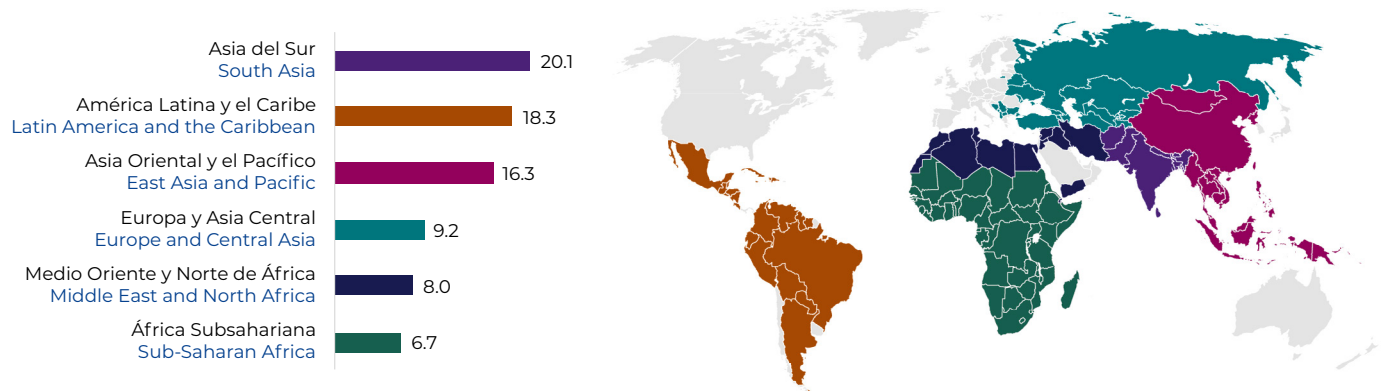 Asia del Sur
South Asia
20.1
América Latina y el Caribe
Latin America and the Caribbean
18.3
Asia Oriental y el Pacífico
East Asia and Pacific
16.3
Europa y Asia Central
Europe and Central Asia
9.2
Medio Oriente y Norte de África
Middle East and North Africa
8.0
África Subsahariana
Sub-Saharan Africa
6.7